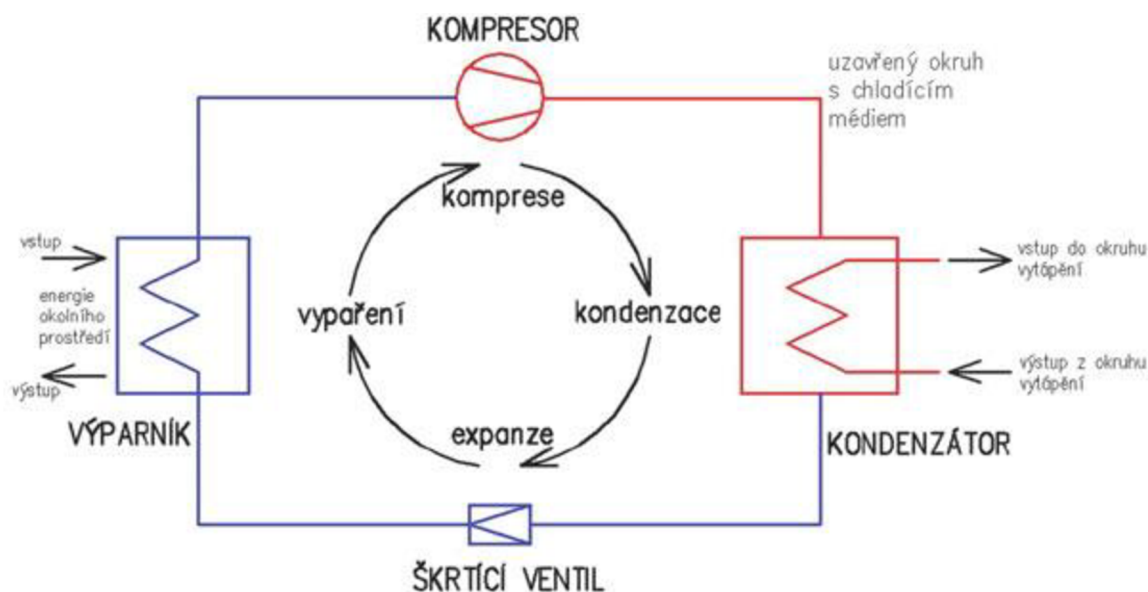 KOMPRESOR
uzavřený okruh
s chladícím
médiem
komprese
vstup
energie
okolního
prostředí
výstup
VÝPARNÍK
vypaření
kondenzace
expanze
vstup do okruhu
vytápění
výstup z okruhu
vytápění
KONDENZÁTOR
ŠKRTÍCÍ VENTIL